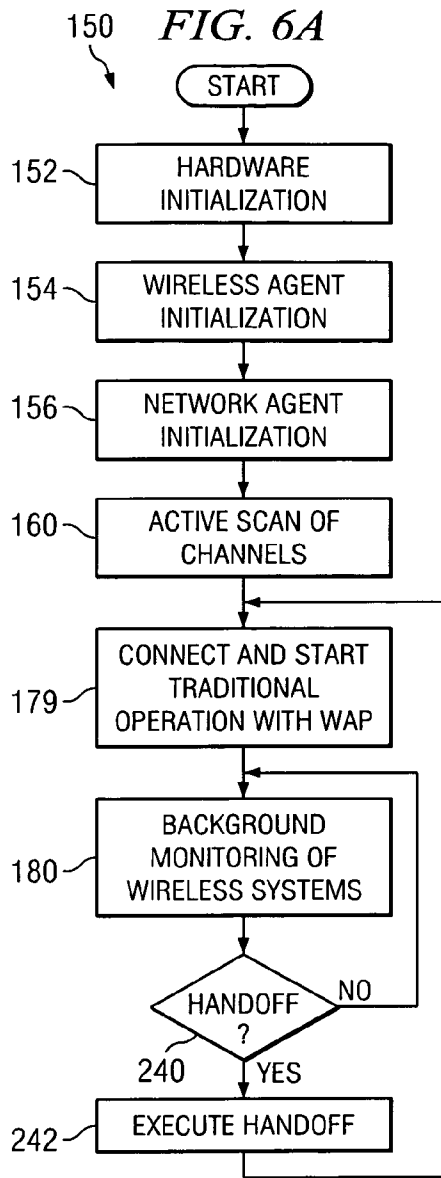 FIG. 6A
150
START
152
HARDWARE
INITIALIZATION
154
WIRELESS AGENT
INITIALIZATION
156
NETWORK AGENT
INITIALIZATION
160
ACTIVE SCAN OF
CHANNELS
179
CONNECT AND START
TRADITIONAL
OPERATION WITH WAP
180
BACKGROUND
MONITORING OF
WIRELESS SYSTEMS
HANDOFF
?
NO
240
YES
242
EXECUTE HANDOFF